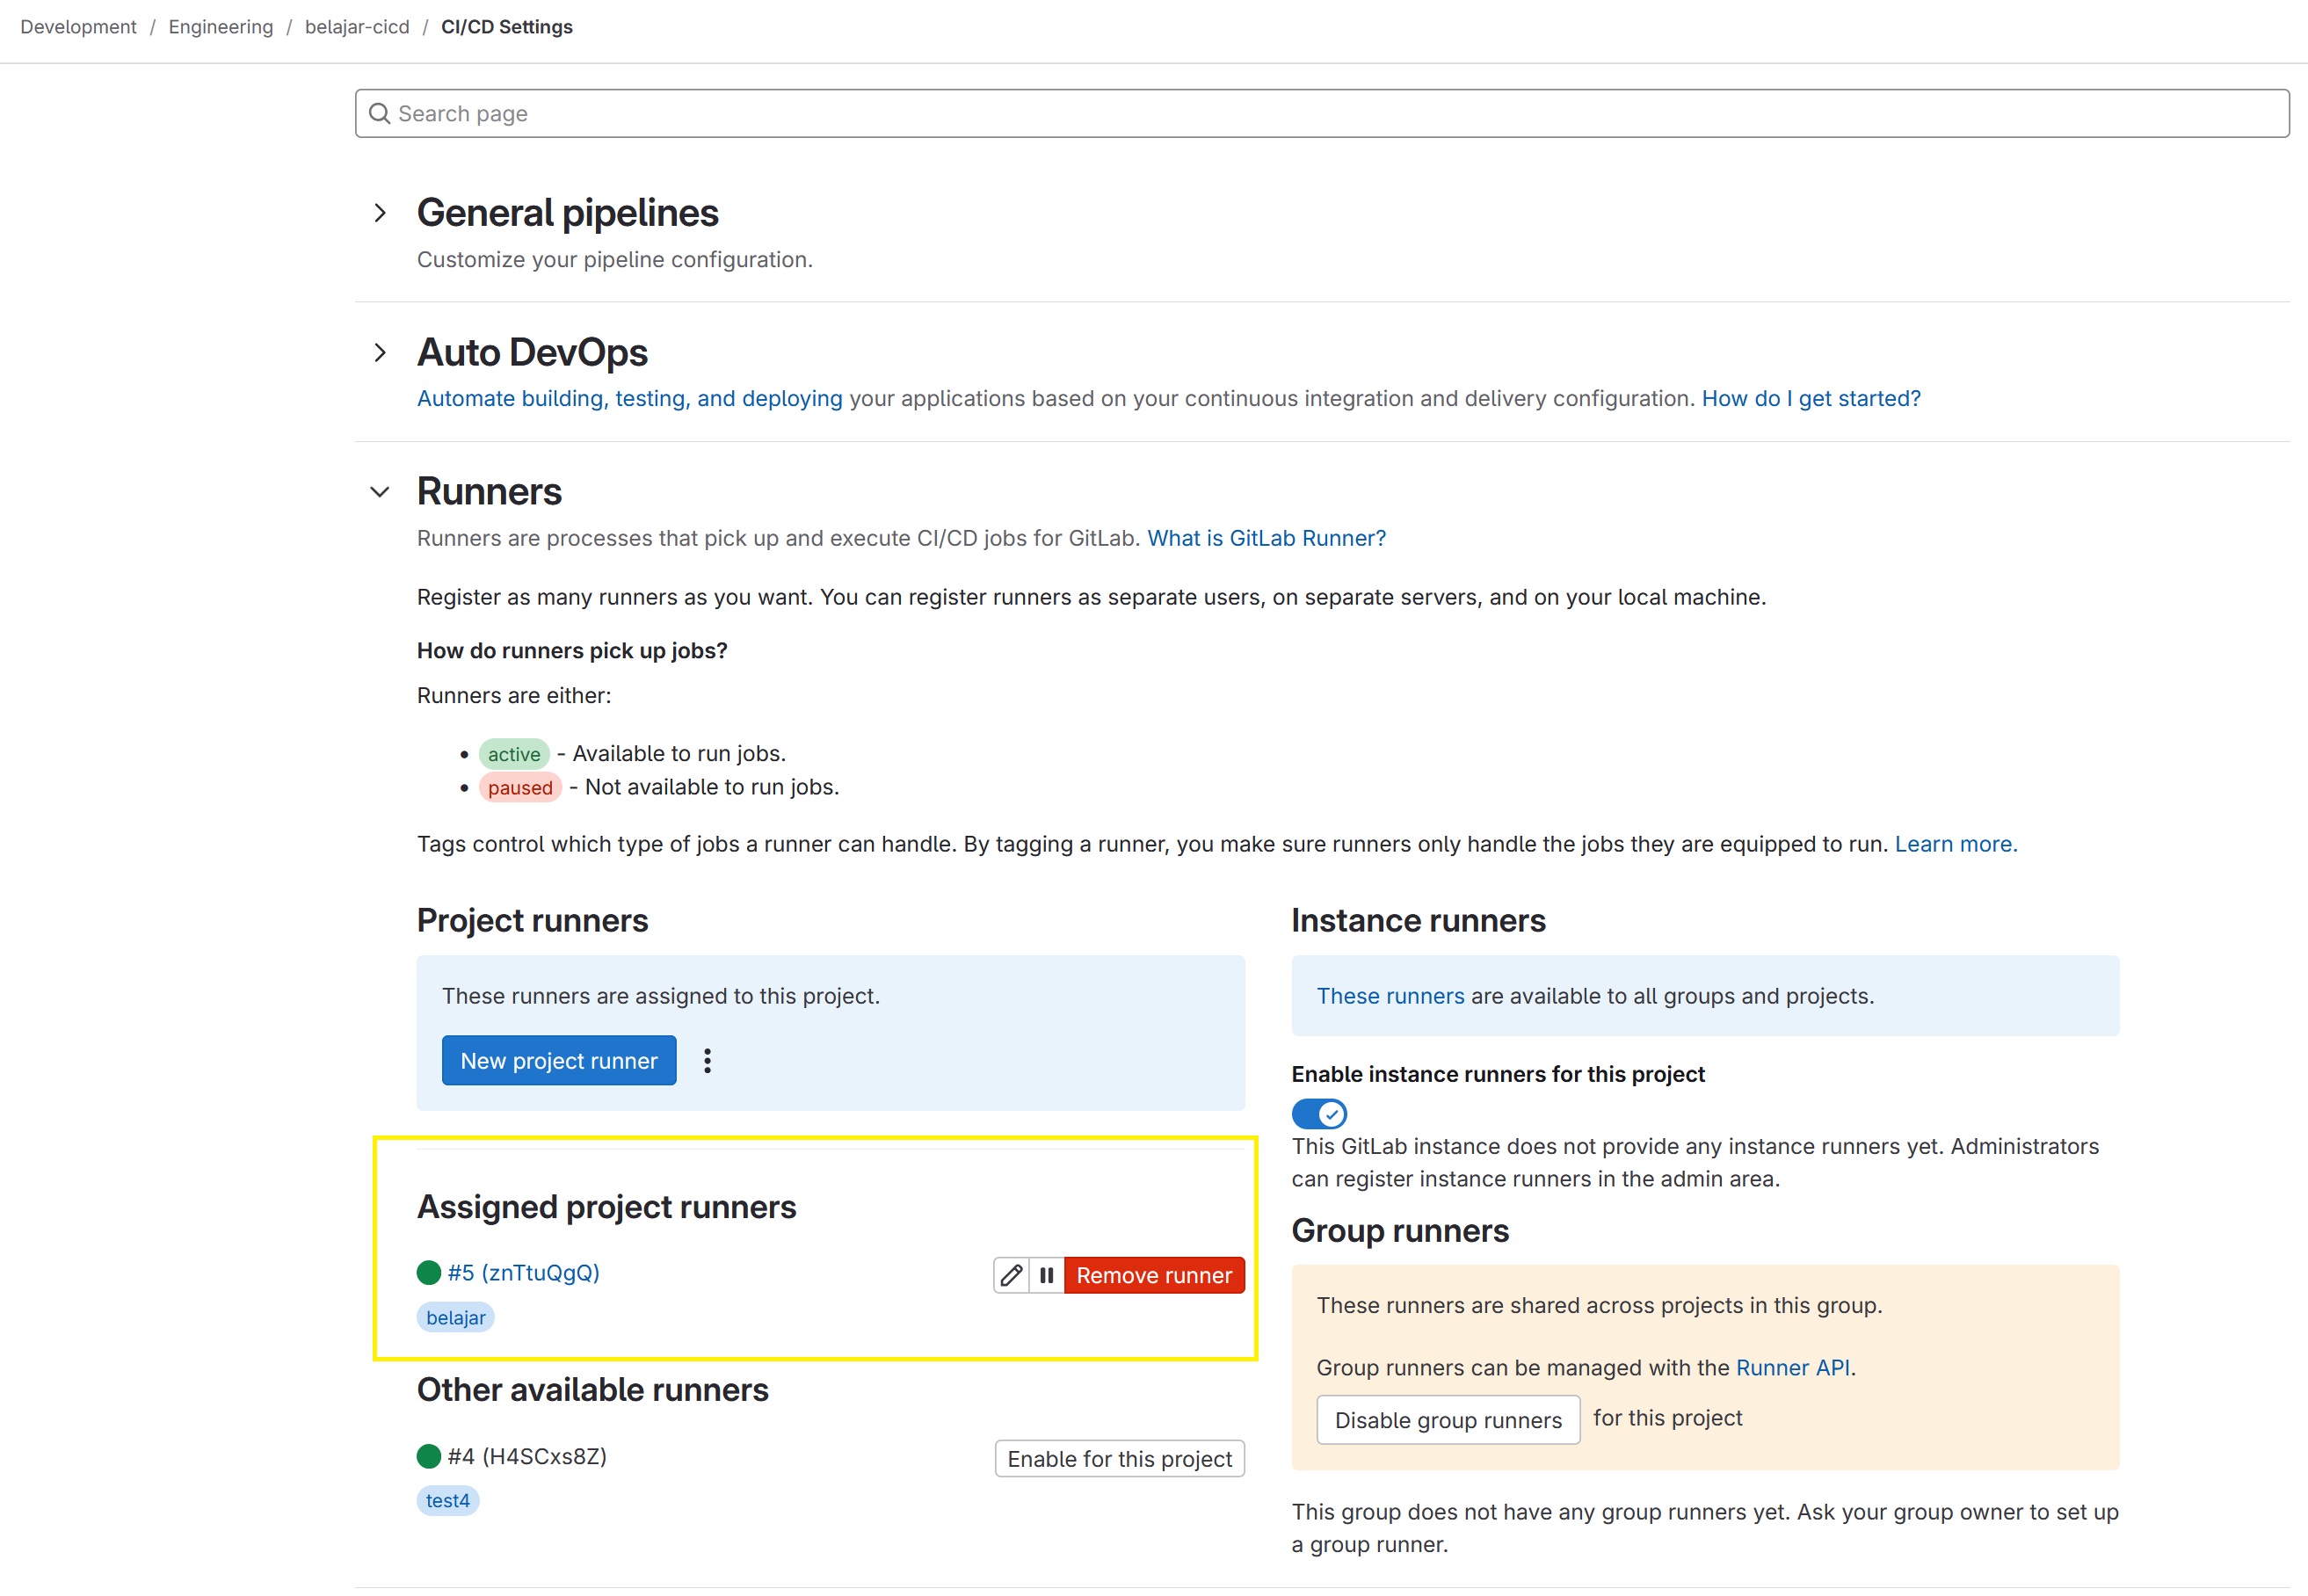 Development / Engineering / belajar-cicd / CI/CD Settings
Search page
General pipelines
Customize your pipeline configuration.
Auto DevOps
Automate building, testing, and deploying your applications based on your continuous integration and delivery configuration. How do I get started?
Runners
Runners are processes that pick up and execute CI/CD jobs for GitLab. What is GitLab Runner?
Register as many runners as you want. You can register runners as separate users, on separate servers, and on your local machine.
How do runners pick up jobs?
Runners are either:
• active - Available to run jobs.
• paused - Not available to run jobs.
Tags control which type of jobs a runner can handle. By tagging a runner, you make sure runners only handle the jobs they are equipped to run. Learn more.
Project runners
These runners are assigned to this project.
New project runner
Assigned project runners
#5 (znTtuQgQ)
Remove runner
belajar
Other available runners
#4 (H4SCxs8Z)
Enable for this project
test4
Instance runners
These runners are available to all groups and projects.
Enable instance runners for this project
This GitLab instance does not provide any instance runners yet. Administrators
can register instance runners in the admin area.
Group runners
These runners are shared across projects in this group.
Group runners can be managed with the Runner API.
Disable group runners for this project
This group does not have any group runners yet. Ask your group owner to set up
a group runner.